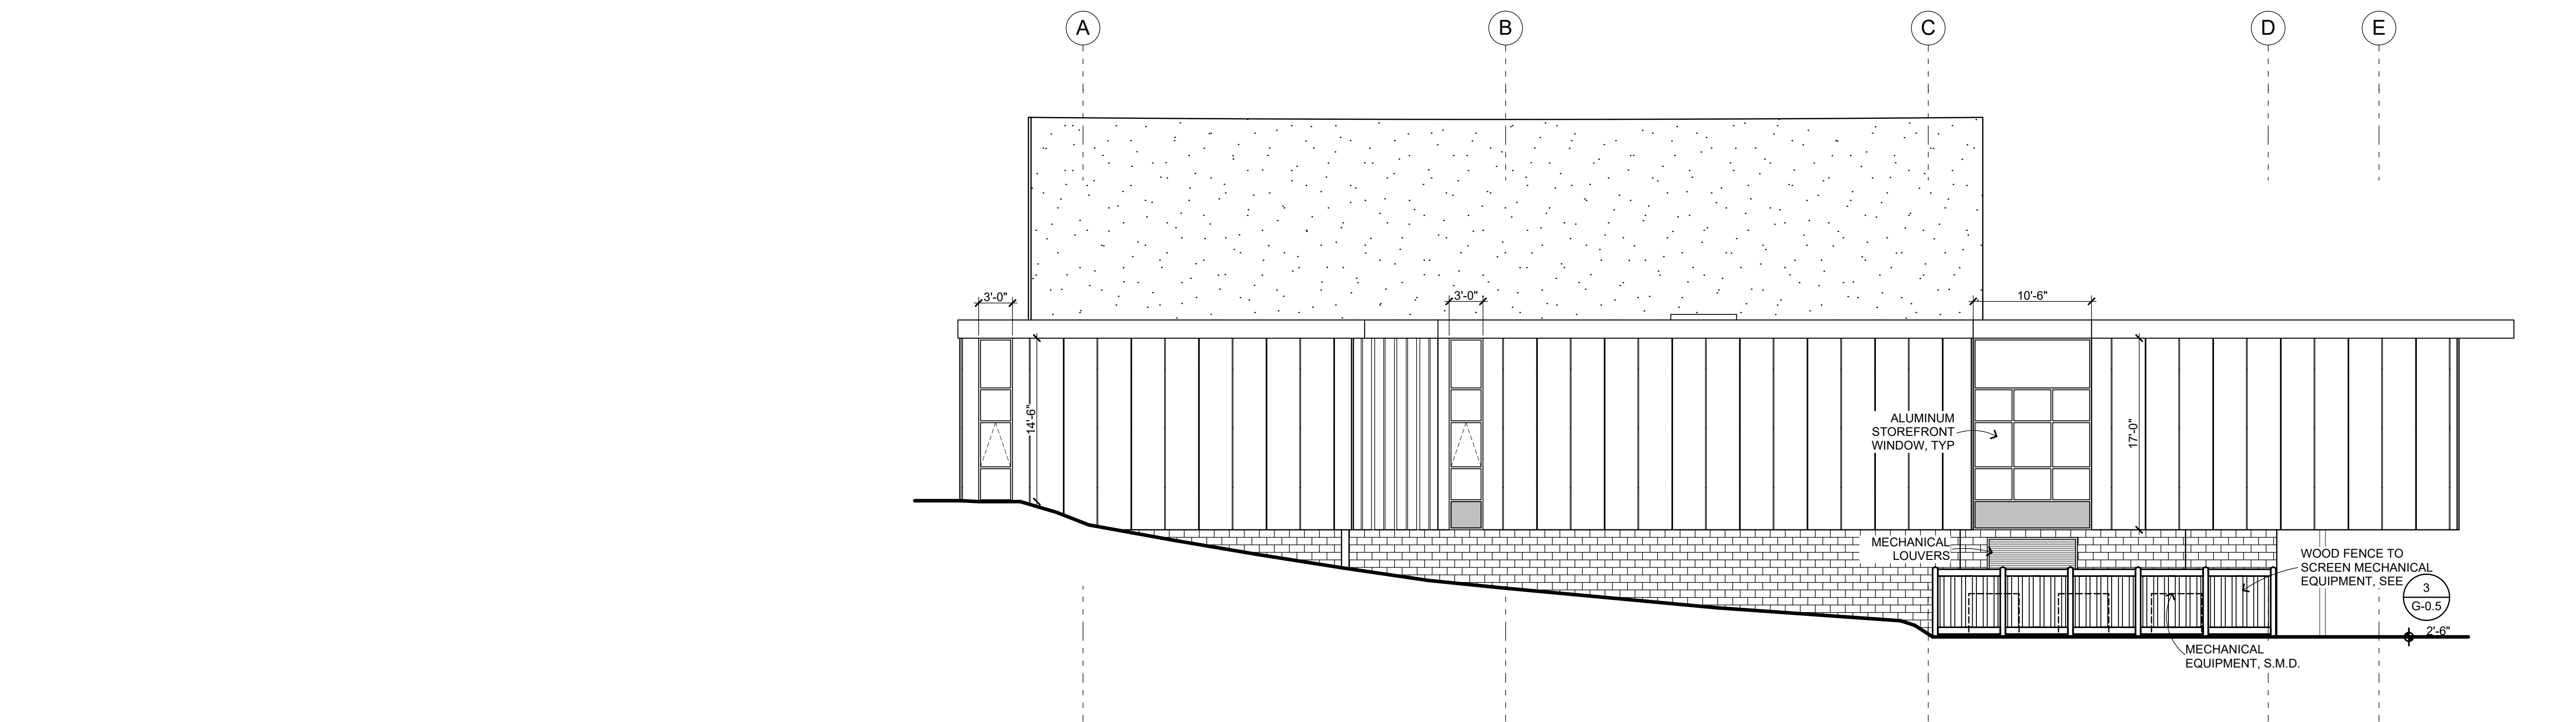 A
B
C
D
E
3'-0"
3'-0"
10'-6"
14'-6"
17'-0"
ALUMINUM
STOREFRONT
WINDOW, TYP
MECHANICAL
LOUVERS
WOOD FENCE TO
SCREEN MECHANICAL
EQUIPMENT, SEE
3
G-0.5
2'-6"
MECHANICAL
EQUIPMENT, S.M.D.